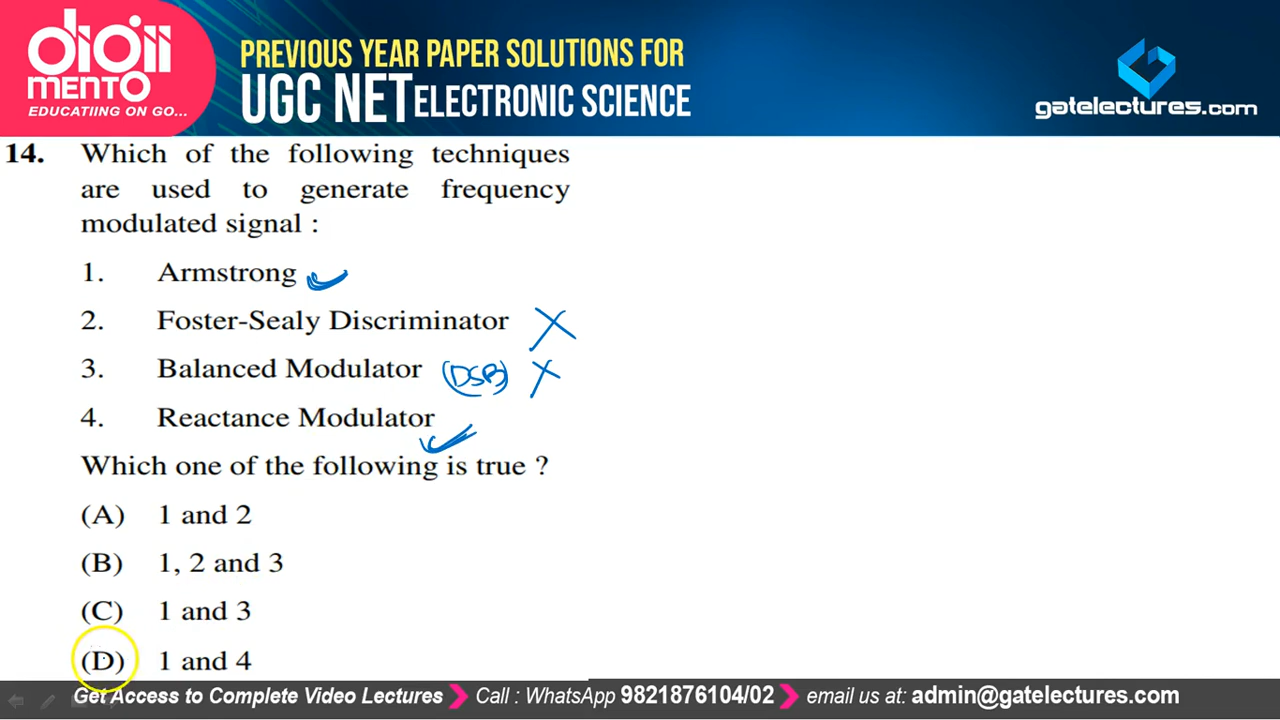 digii
MENTO
EDUCATIING ON GO...
PREVIOUS YEAR PAPER SOLUTIONS FOR
UGC NET ELECTRONIC SCIENCE
gatelectures.com
14. Which of the following techniques
are used to generate frequency
modulated signal :
1. Armstrong
2. Foster-Sealy Discriminator
3. Balanced Modulator (DSB)
4. Reactance Modulator
Which one of the following is true ?
(A) 1 and 2
(B) 1, 2 and 3
(C) 1 and 3
(D) 1 and 4
Get Access to Complete Video Lectures Call : WhatsApp 9821876104/02 email us at: admin@gatelectures.com